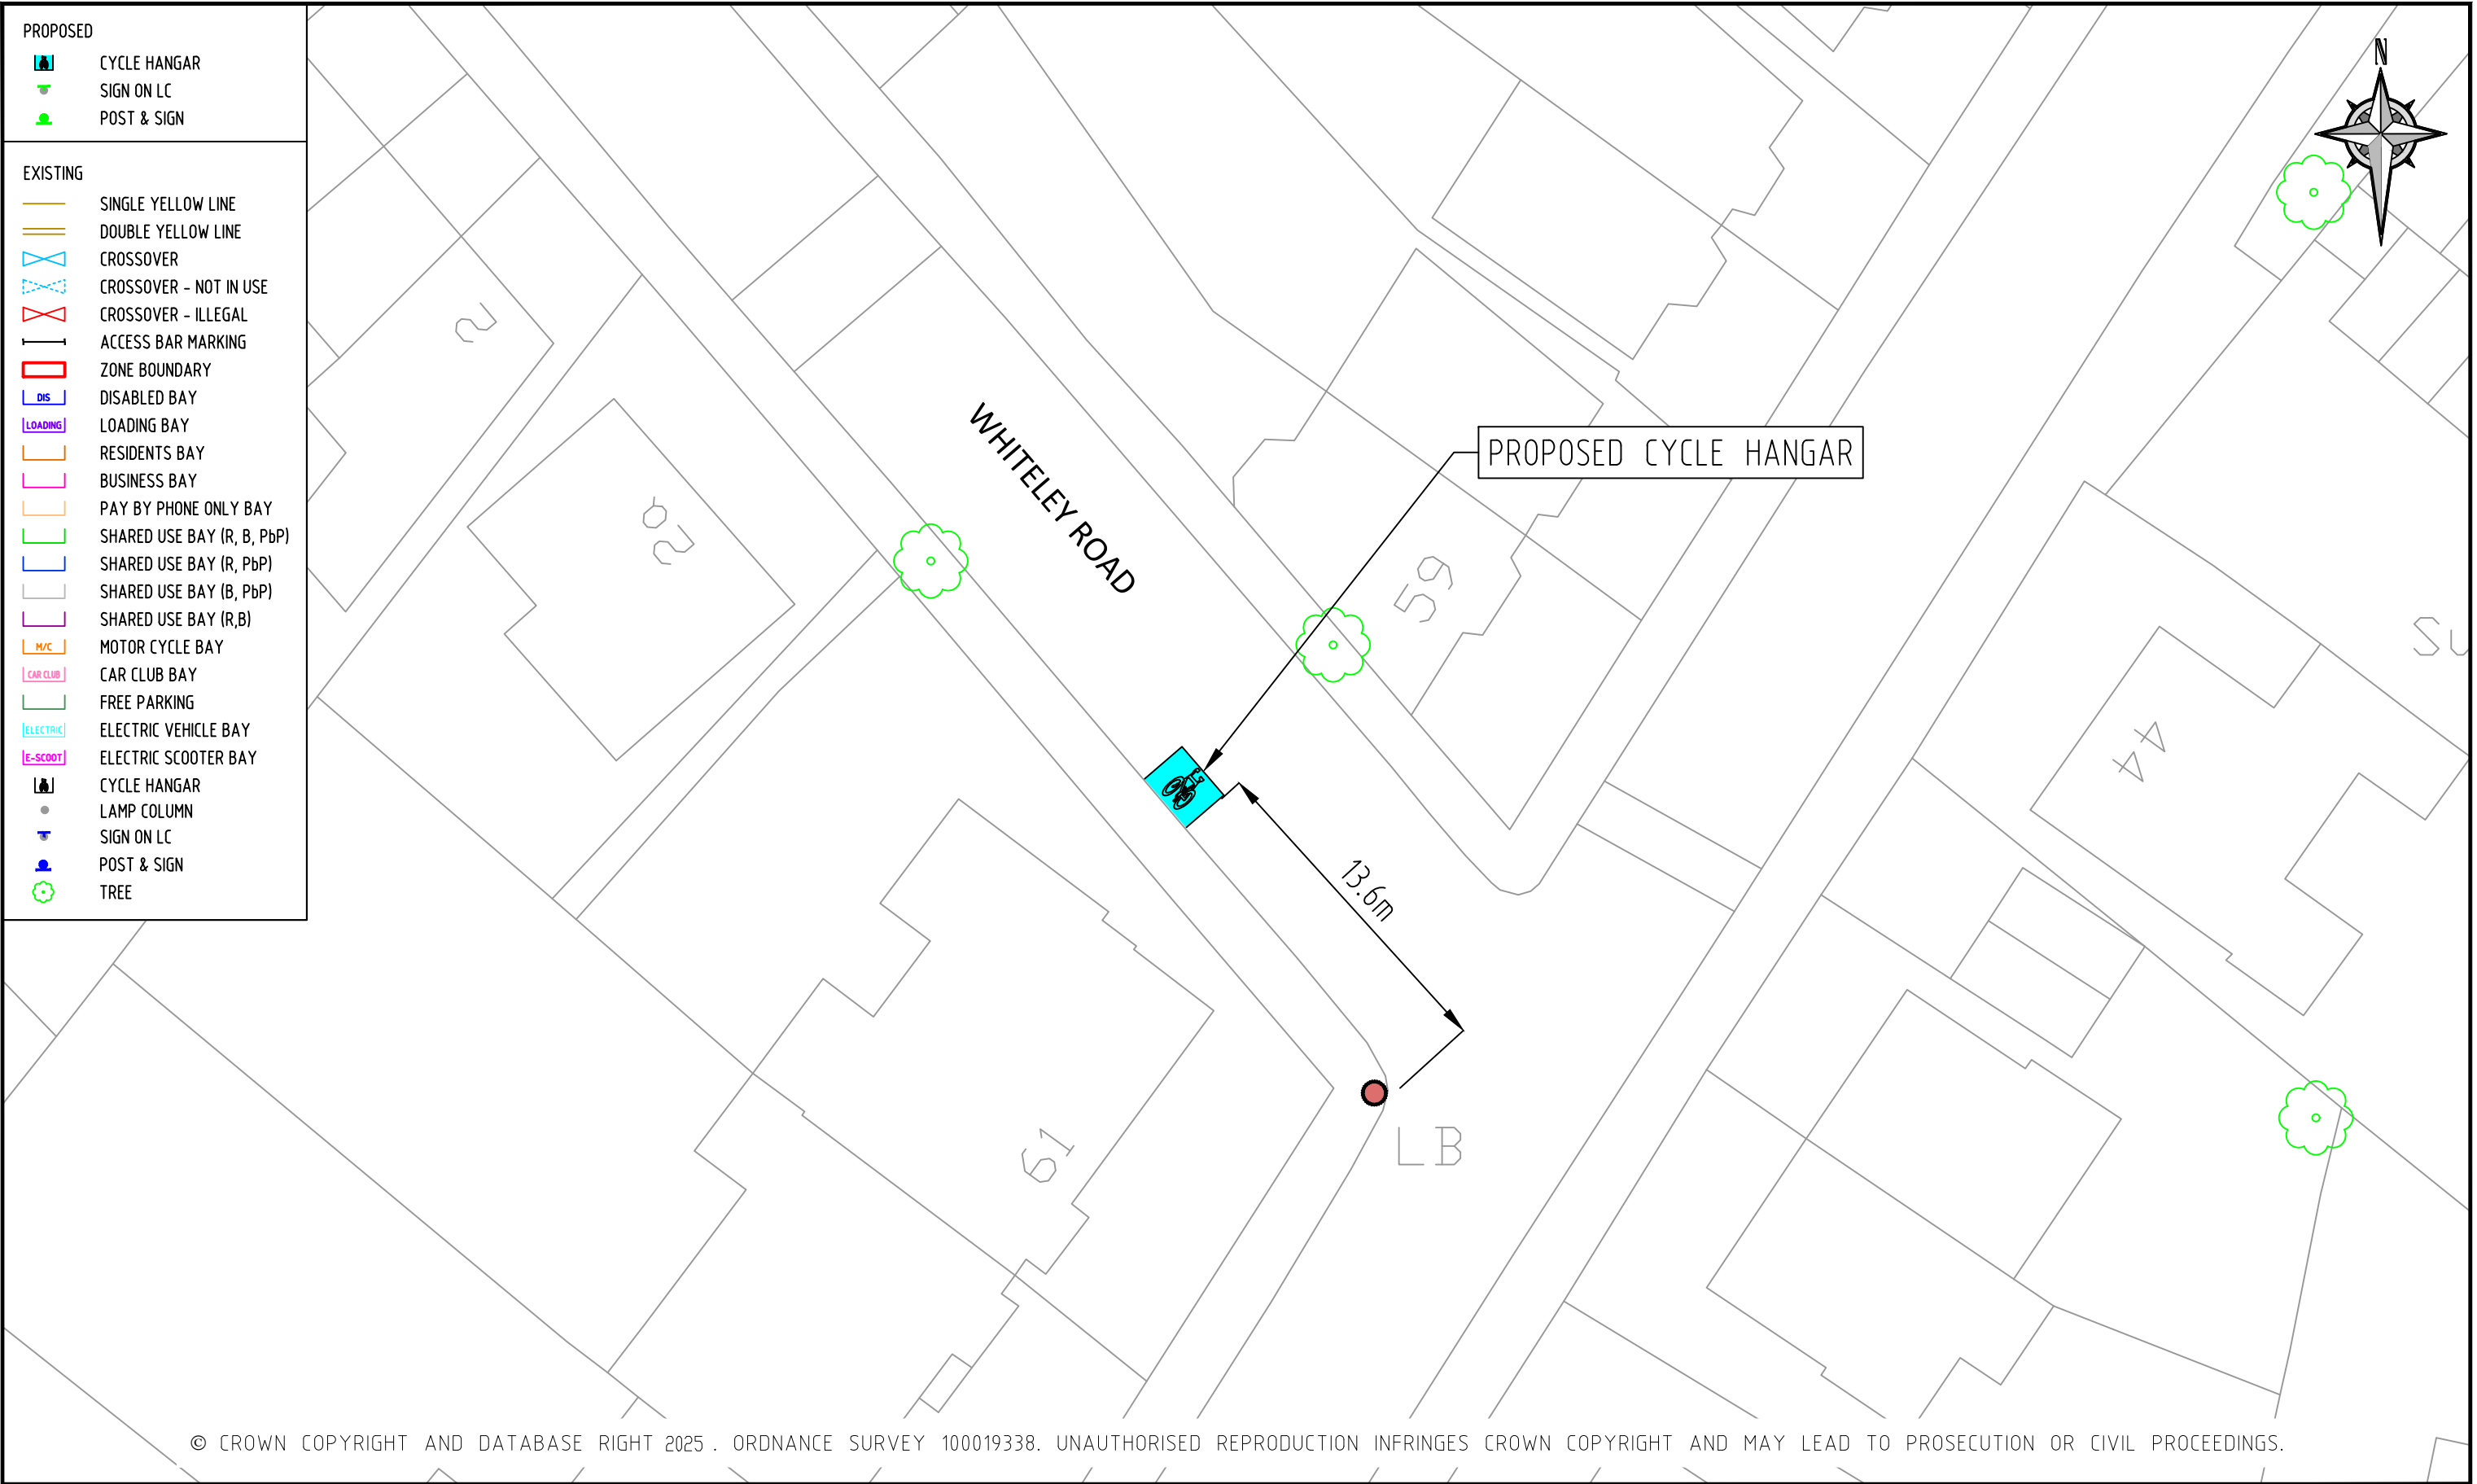 PROPOSED
CYCLE HANGAR
SIGN ON LC
POST & SIGN
EXISTING
SINGLE YELLOW LINE
DOUBLE YELLOW LINE
CROSSOVER
CROSSOVER - NOT IN USE
CROSSOVER - ILLEGAL
ACCESS BAR MARKING
ZONE BOUNDARY
DIS DISABLED BAY
LOADING LOADING BAY
RESIDENTS BAY
BUSINESS BAY
PAY BY PHONE ONLY BAY
SHARED USE BAY (R, B, PbP)
SHARED USE BAY (R, PbP)
SHARED USE BAY (B, PbP)
SHARED USE BAY (R,B)
M/C MOTOR CYCLE BAY
CAR CLUB CAR CLUB BAY
FREE PARKING
ELECTRIC ELECTRIC VEHICLE BAY
E-SCOOT ELECTRIC SCOOTER BAY
CYCLE HANGAR
LAMP COLUMN
SIGN ON LC
POST & SIGN
TREE
N
2
2a
WHITELEY ROAD
PROPOSED CYCLE HANGAR
59
Su
44
13.6m
LB
61
© CROWN COPYRIGHT AND DATABASE RIGHT 2025 . ORDNANCE SURVEY 100019338. UNAUTHORISED REPRODUCTION INFRINGES CROWN COPYRIGHT AND MAY LEAD TO PROSECUTION OR CIVIL PROCEEDINGS.